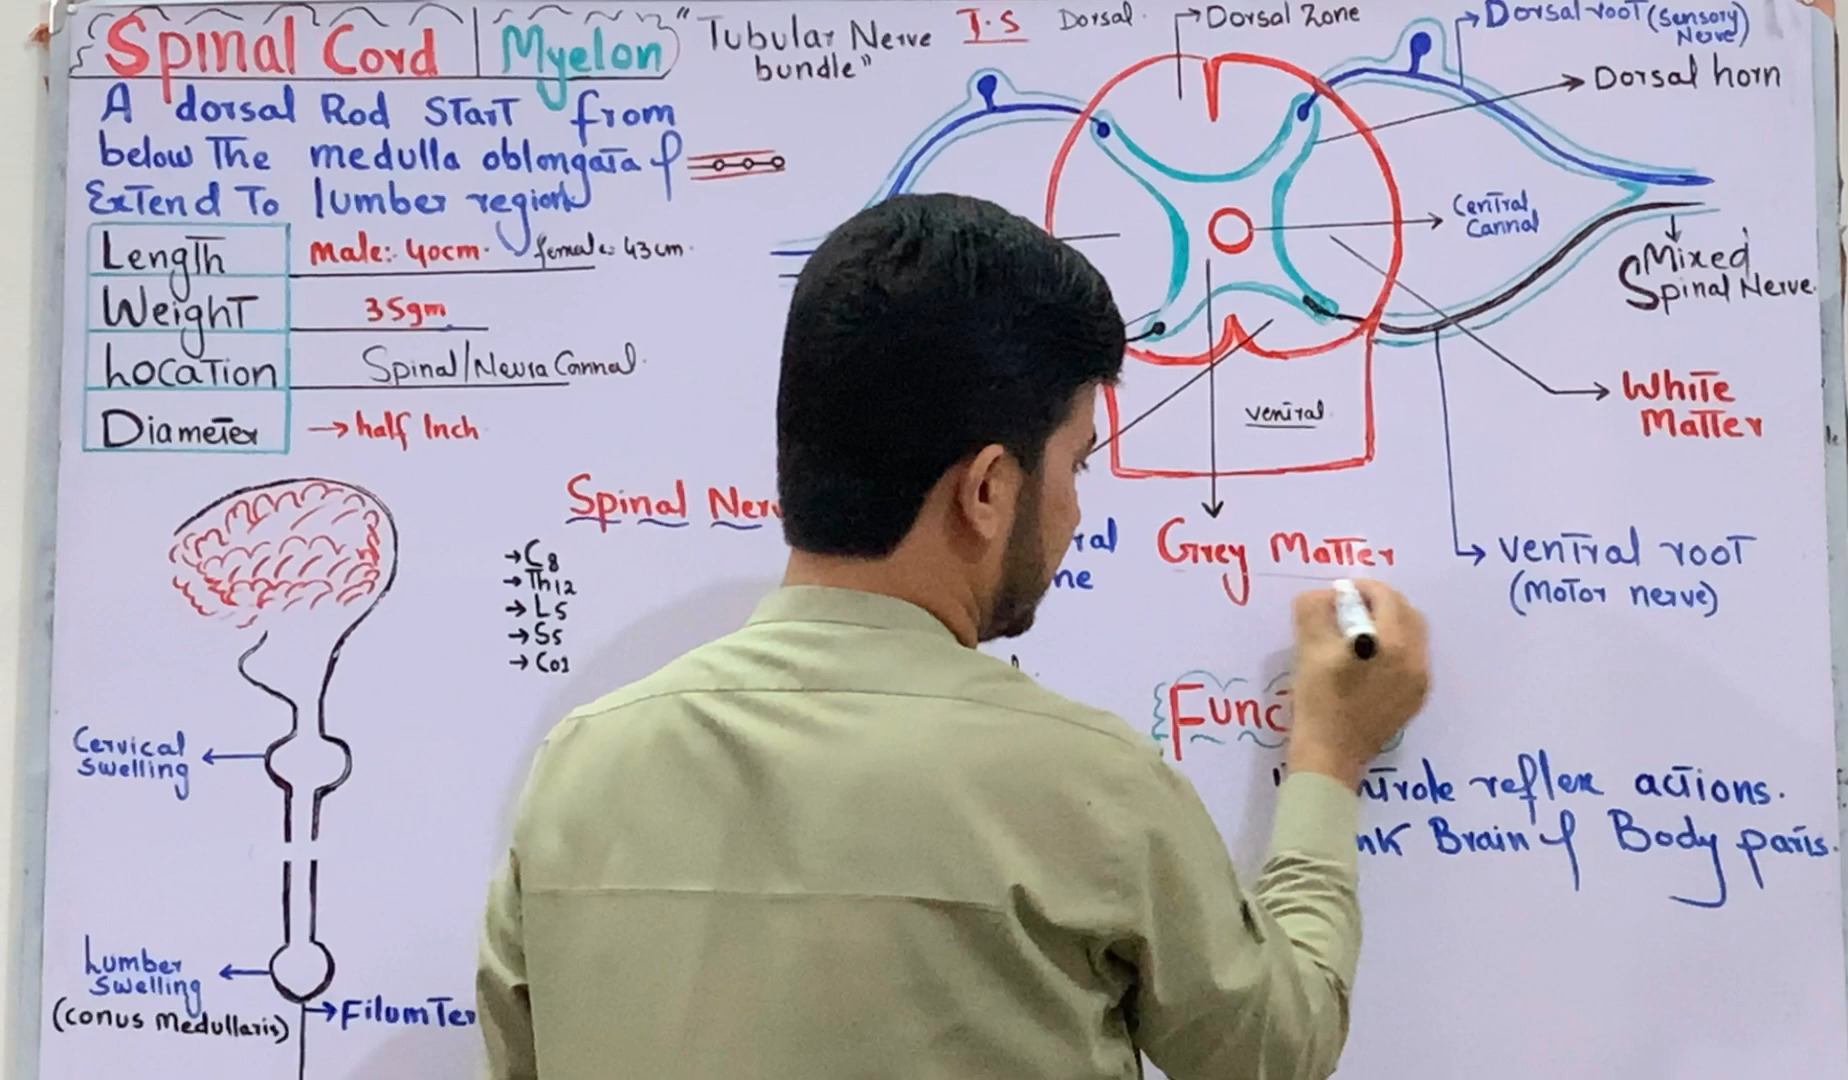 Spinal Cord | Myelon "Tubular Nerve
bundle"
A dorsal Rod START from
below The medulla oblongata &
Extend To lumber region
Length Male:- 40cm. female: 43cm.
Weight 35gm
Location Spinal/Neura Cannal.
Diameter → half Inch
T.S Dorsal.
Dorsal Zone
Dorsal root (Sensory
Nerve)
Dorsal horn
Central
Cannal
Mixed
Spinal Nerve.
White
Matter
ventral
Grey Matter
ventral root
(Motor nerve)
Spinal
→C8
→Th12
→L5
→S5
→Co1
Cervical
Swelling
Lumber
Swelling
(conus medullaris)
Filum
reflex actions.
Brain & Body parts.